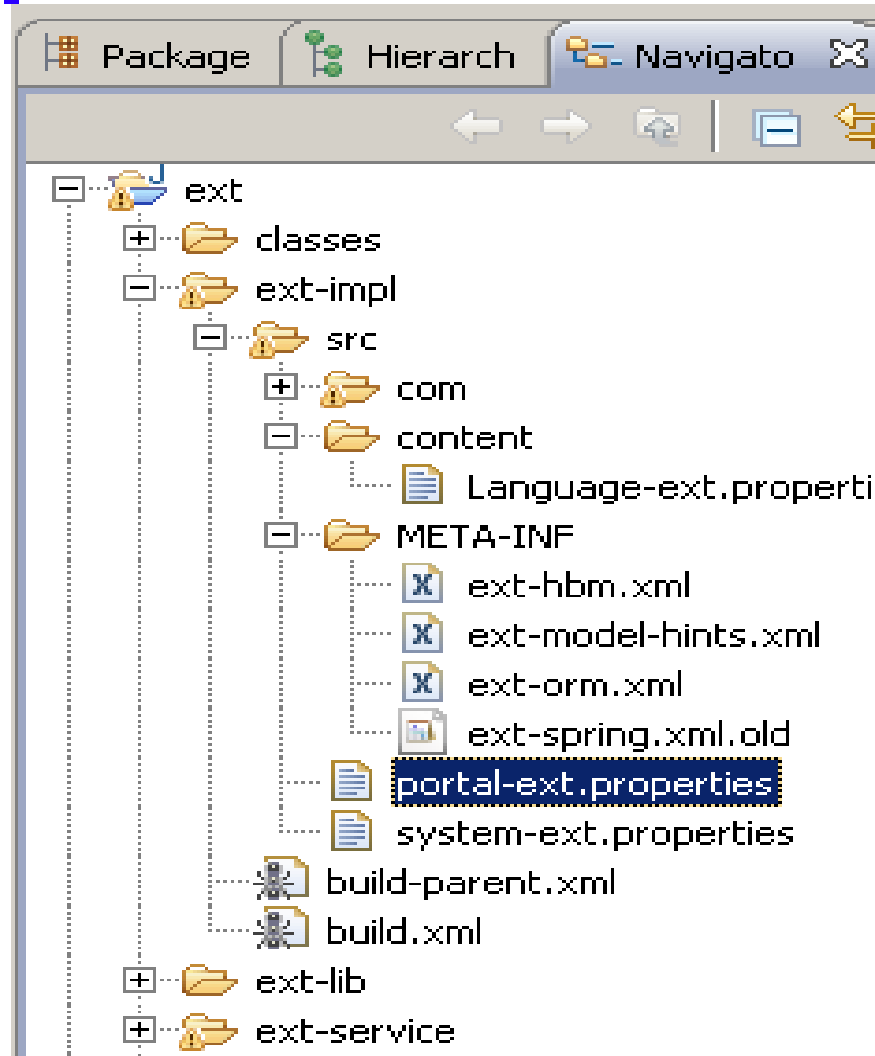 Package Hierarch Navigato
ext
classes
ext-impl
src
com
content
Language-ext.properti
META-INF
ext-hbm.xml
ext-model-hints.xml
ext-orm.xml
ext-spring.xml.old
portal-ext.properties
system-ext.properties
build-parent.xml
build.xml
ext-lib
ext-service